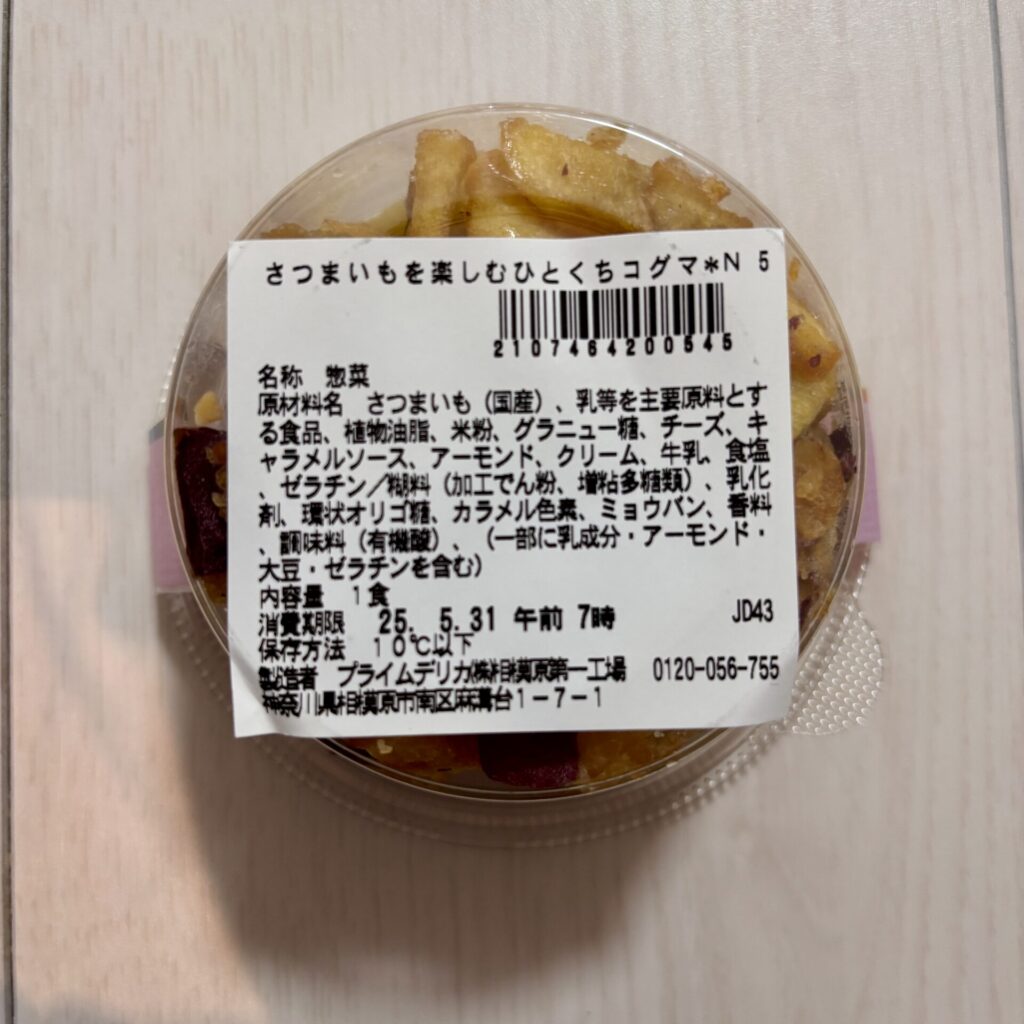 さつまいもを楽しむひとくちコグマ*N 5
2107464200545
名称 惣菜
原材料名 さつまいも(国産)、乳等を主要原料とす
る食品、植物油脂、米粉、グラニュー糖、チーズ、キ
ャラメルソース、アーモンド、クリーム、牛乳、食塩
、ゼラチン/糊料(加工でん粉、増粘多糖類)、乳化
剤、環状オリゴ糖、カラメル色素、ミョウバン、香料
、調味料(有機酸)、(一部に乳成分・アーモンド・
大豆・ゼラチンを含む)
内容量 1食
消費期限 25. 5.31 午前 7時 JD43
保存方法 10℃以下
製造者 プライムデリカ(株)相模原第一工場 0120-056-755
神奈川県相模原市南区麻溝台1-7-1